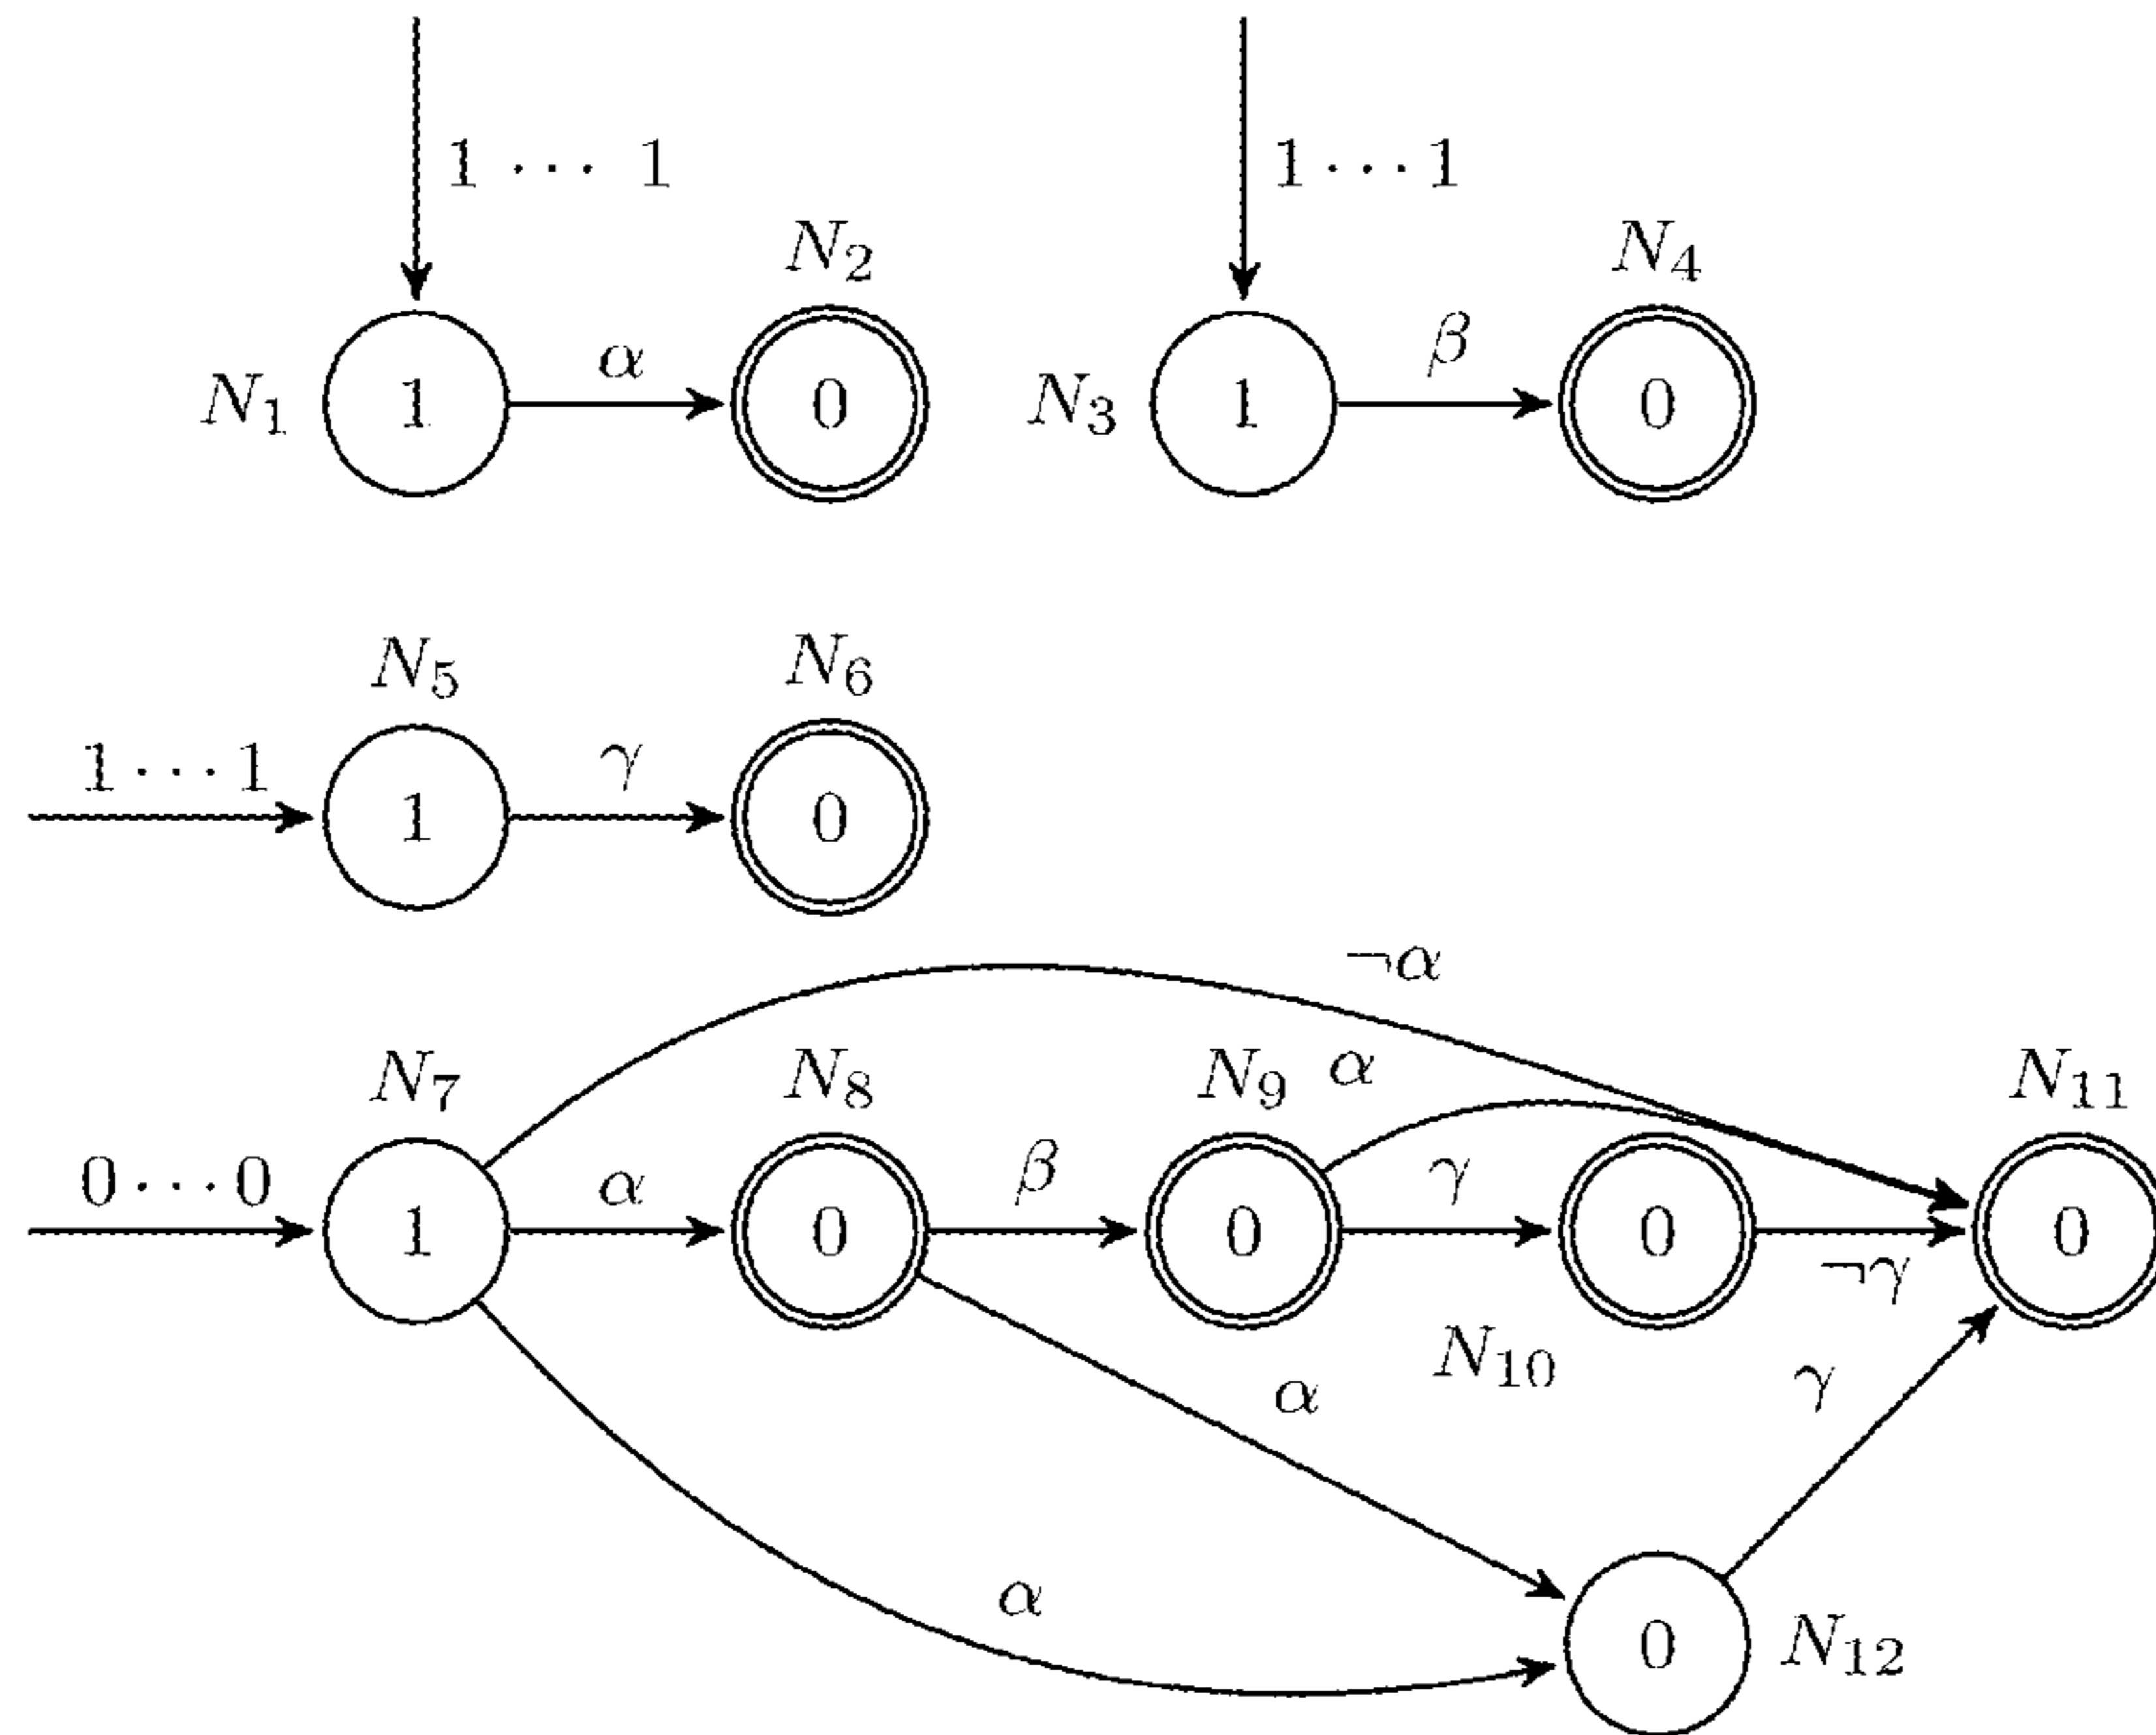 1 ··· 1 1 ··· 1
N₂ N₄
N₁ 1 α 0 N₃ 1 β 0
N₅ N₆
1 ··· 1 1 γ 0
¬α
N₇ N₈ N₉ α N₁₁
0 ··· 0 1 α 0 β 0 γ 0 ¬γ 0
N₁₀
α γ
α 0 N₁₂